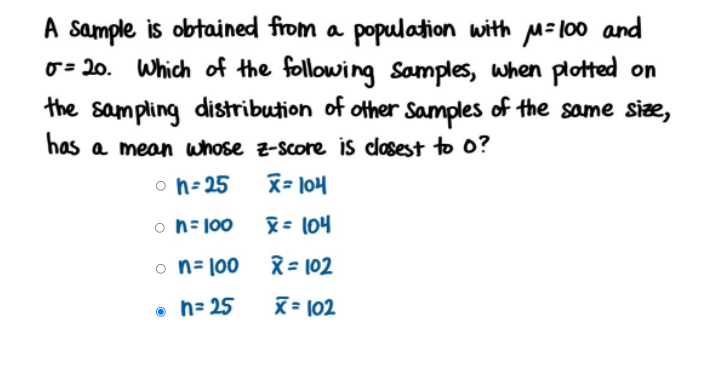 A sample is obtained from a population with μ=100 and
σ=20. Which of the following samples, when plotted on
the sampling distribution of other samples of the same size,
has a mean whose z-score is closest to 0?
n=25 x̄=104
n=100 x̄=104
n=100 x̄=102
n=25 x̄=102